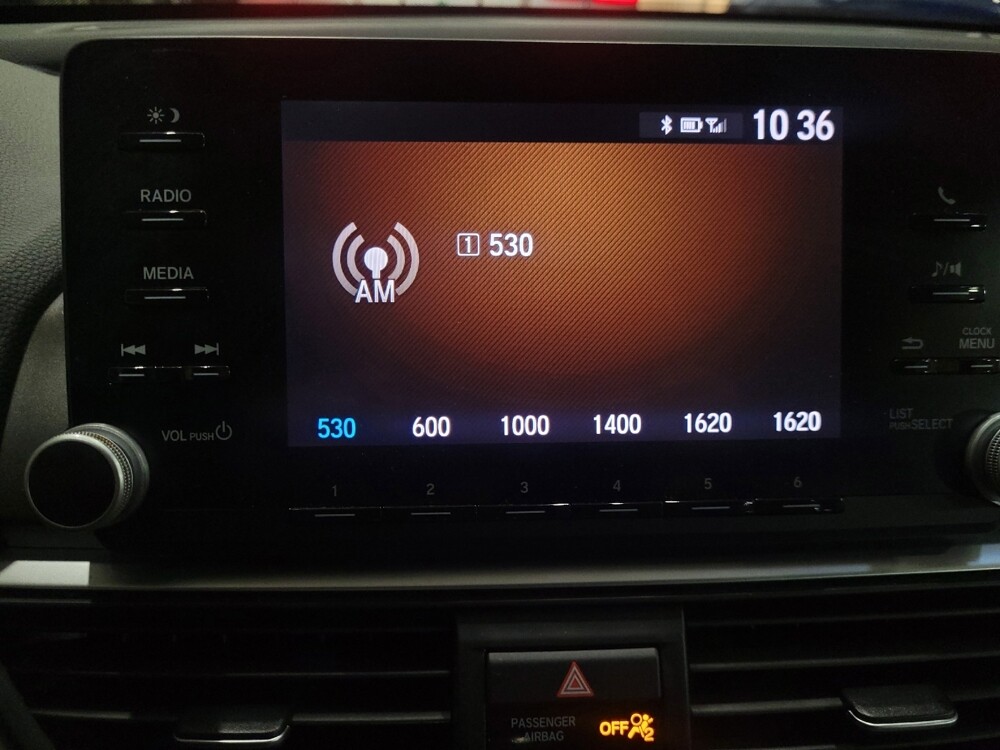 10 36
RADIO
1 530
MEDIA
AM
CLOCK
MENU
VOL PUSH
LIST
PUSH SELECT
530 600 1000 1400 1620 1620
1 2 3 4 5 6
PASSENGER
AIRBAG
OFF 2